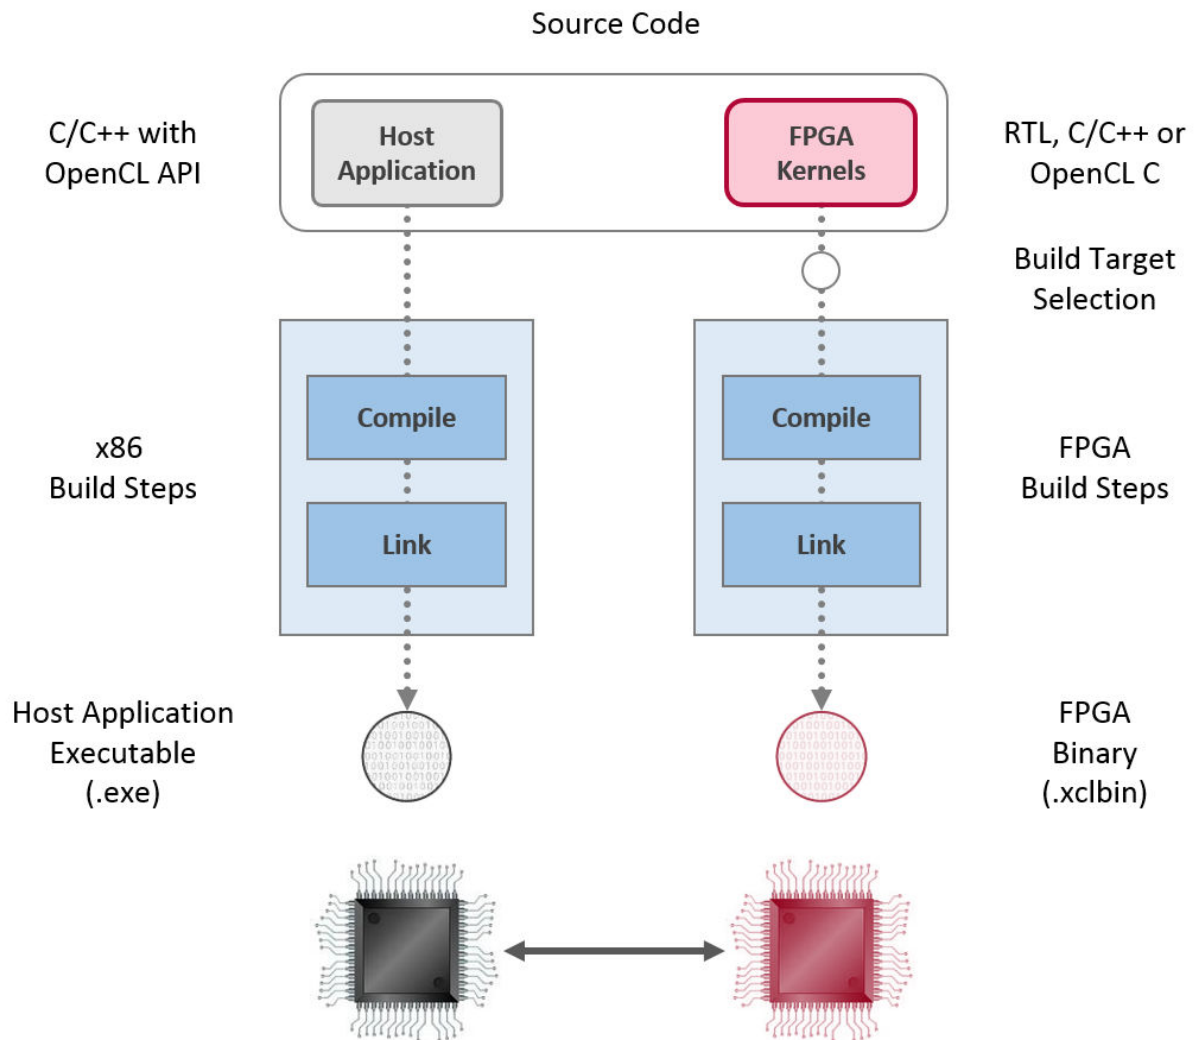 Source Code
C/C++ with
OpenCL API
Host
Application
FPGA
Kernels
RTL, C/C++ or
OpenCL C
Build Target
Selection
x86
Build Steps
Compile
Link
Compile
Link
FPGA
Build Steps
Host Application
Executable
(.exe)
FPGA
Binary
(.xclbin)